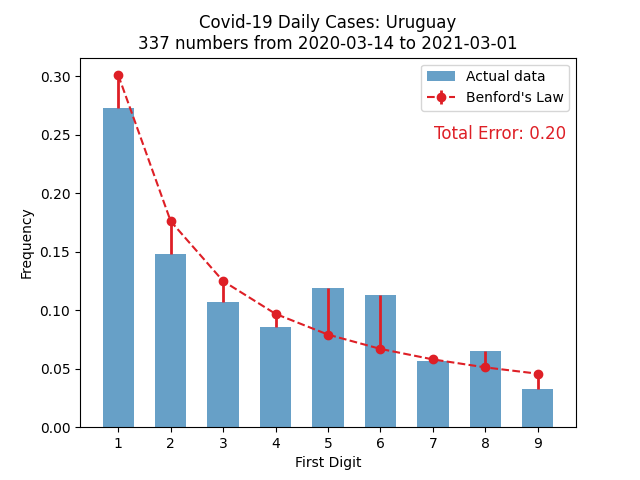 Covid-19 Daily Cases: Uruguay
337 numbers from 2020-03-14 to 2021-03-01
Actual data
Benford's Law
Total Error: 0.20
Frequency
0.30
0.25
0.20
0.15
0.10
0.05
0.00
1 2 3 4 5 6 7 8 9
First Digit